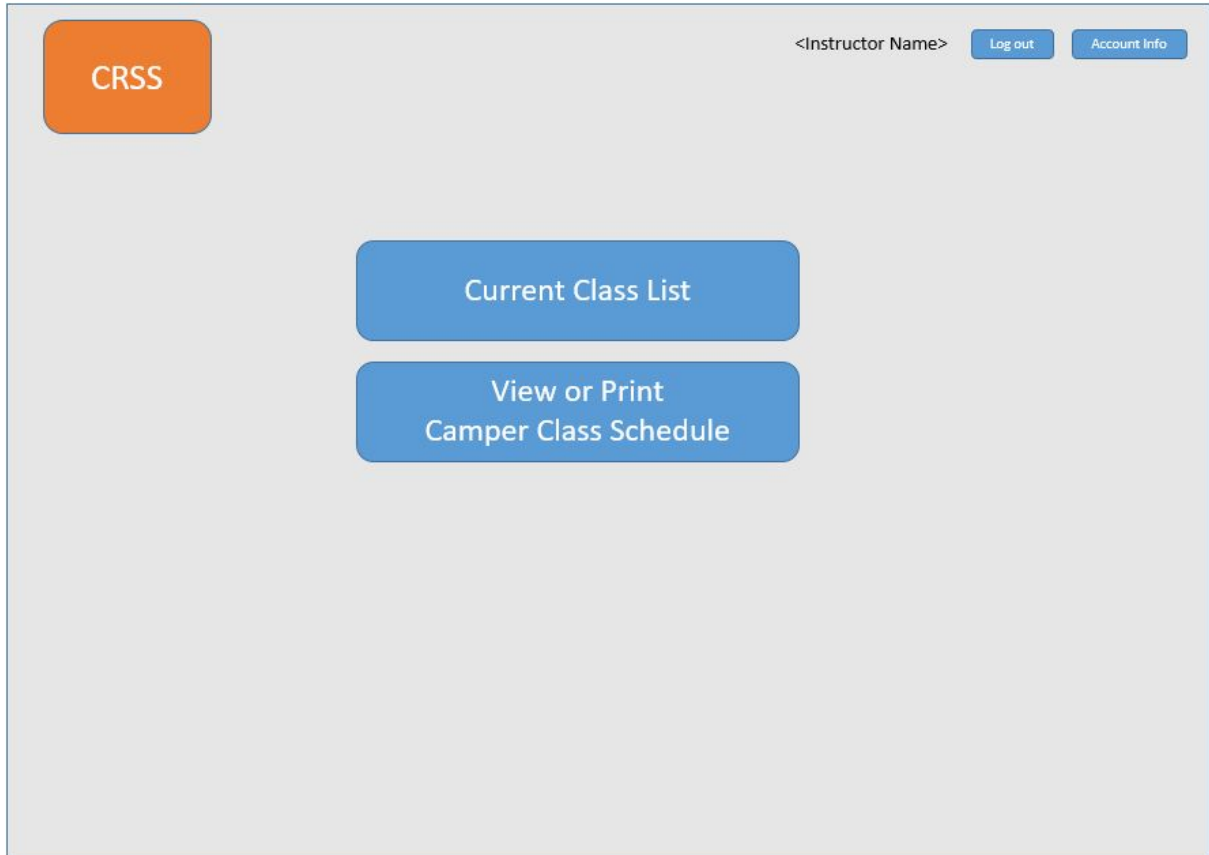 CRSS
<Instructor Name> Log out Account Info
Current Class List
View or Print
Camper Class Schedule